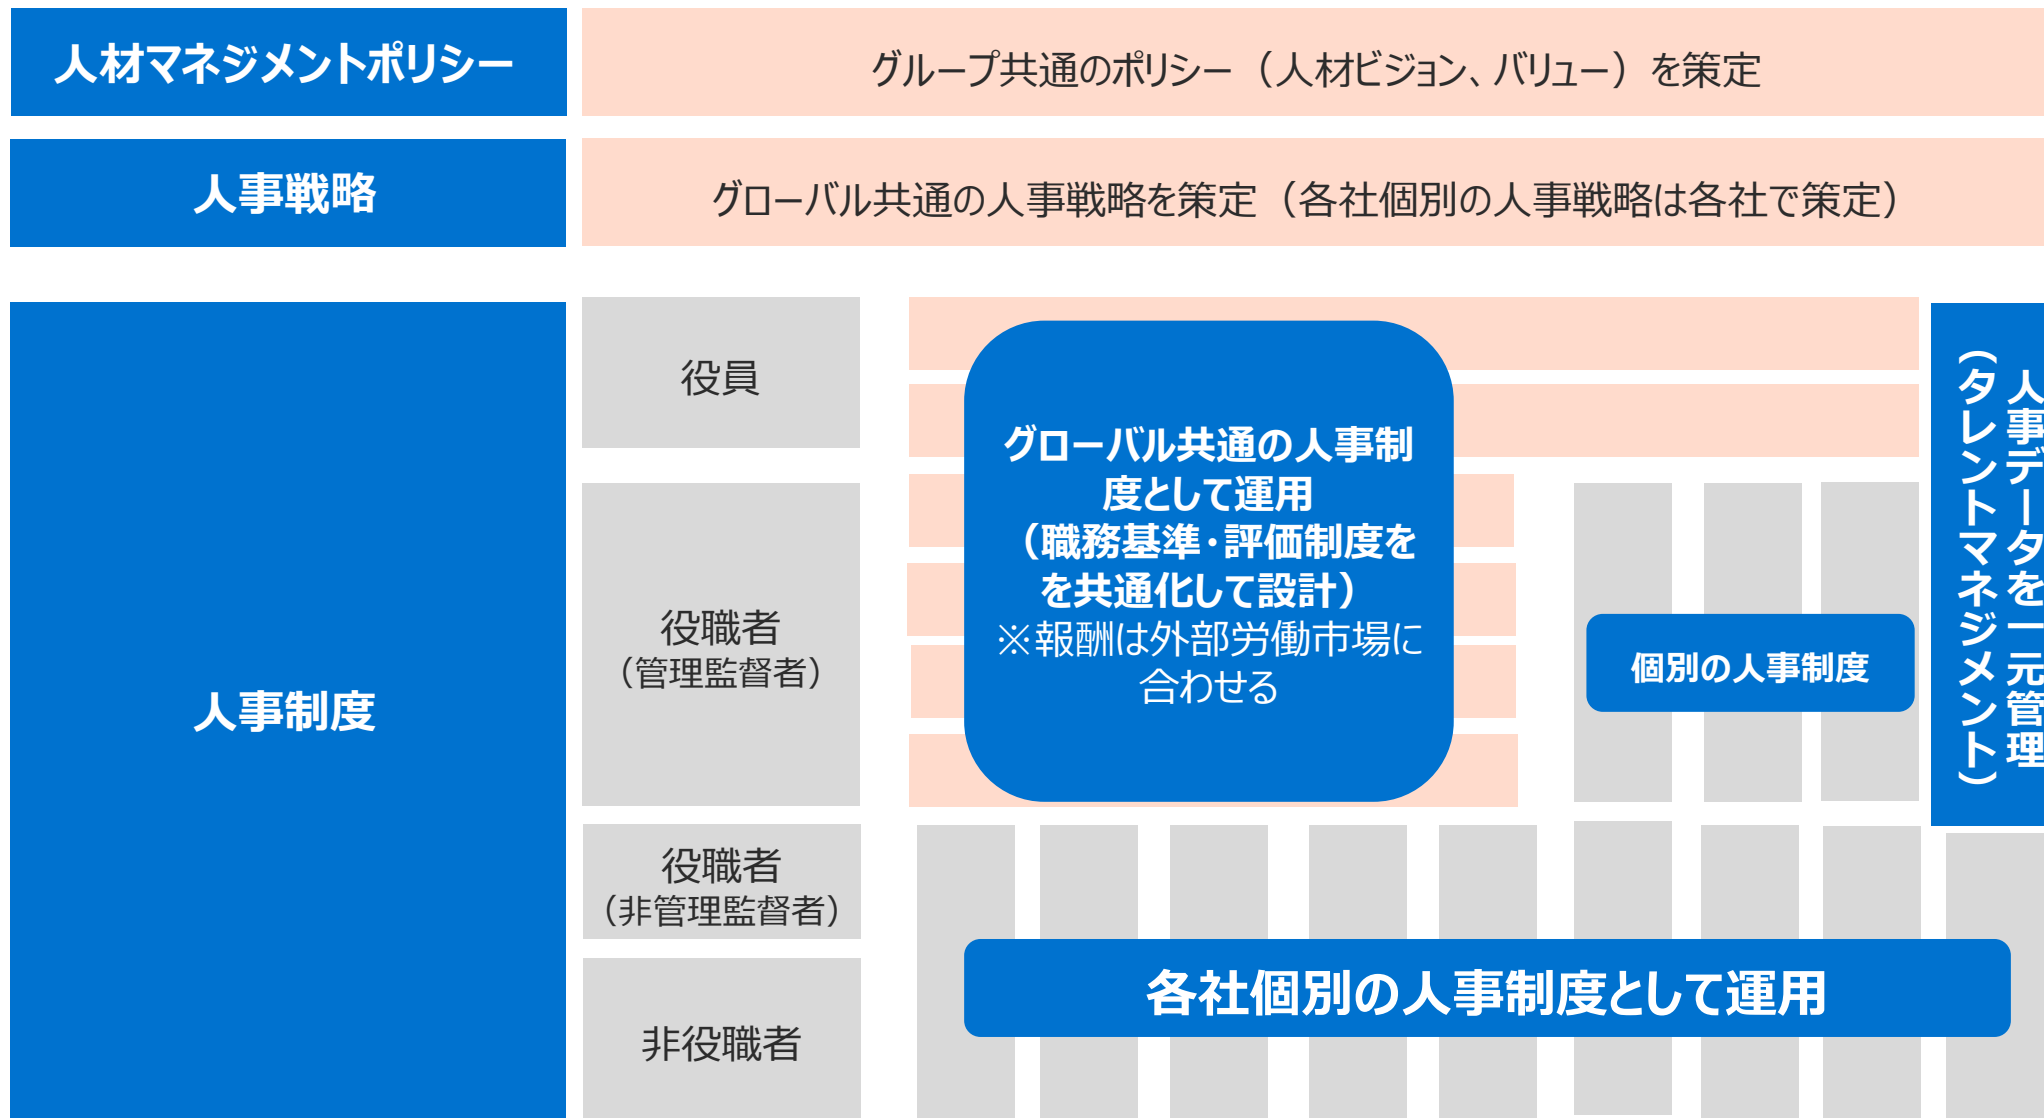 人材マネジメントポリシー
グループ共通のポリシー（人材ビジョン、バリュー）を策定
人事戦略
グローバル共通の人事戦略を策定（各社個別の人事戦略は各社で策定）
人事制度
役員
役職者
（管理監督者）
役職者
（非管理監督者）
非役職者
グローバル共通の人事制
度として運用
（職務基準・評価制度を
を共通化して設計）
※報酬は外部労働市場に
合わせる
個別の人事制度
人事データを一元管理
（タレントマネジメント）
各社個別の人事制度として運用